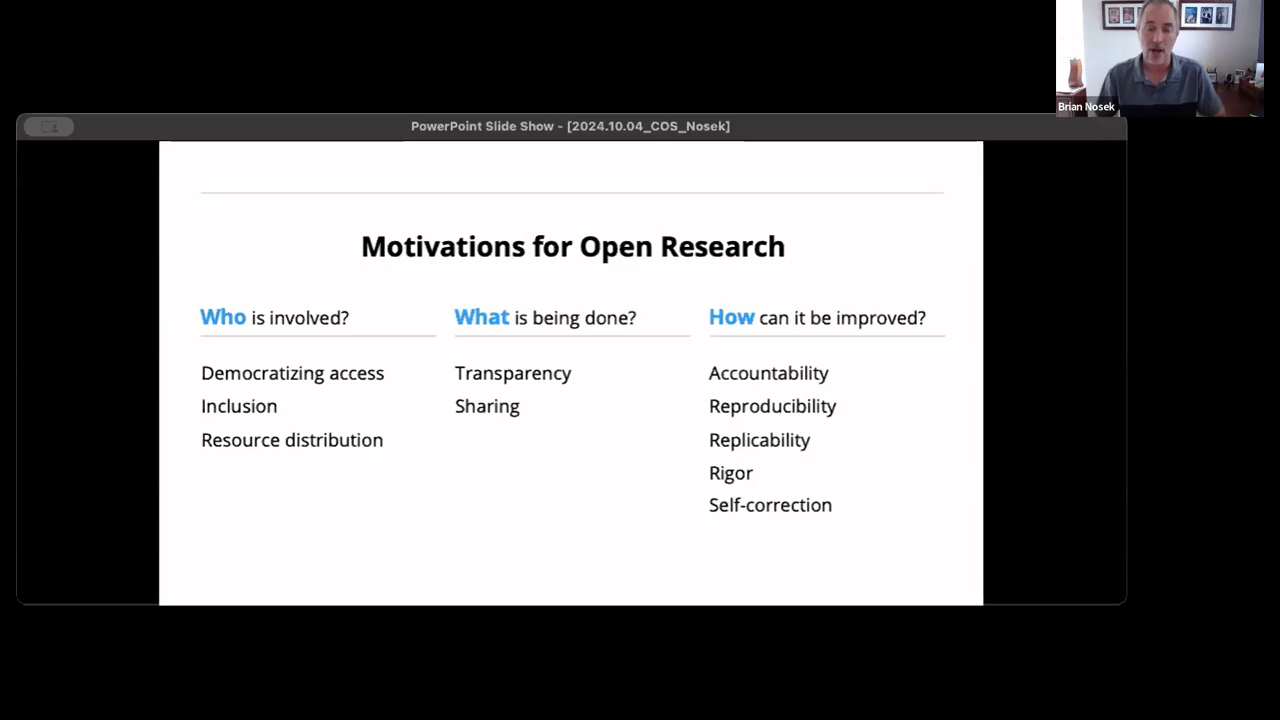 Brian Nosek
PowerPoint Slide Show - [2024.10.04_COS_Nosek]
Motivations for Open Research
Who is involved?
Democratizing access
Inclusion
Resource distribution
What is being done?
Transparency
Sharing
How can it be improved?
Accountability
Reproducibility
Replicability
Rigor
Self-correction